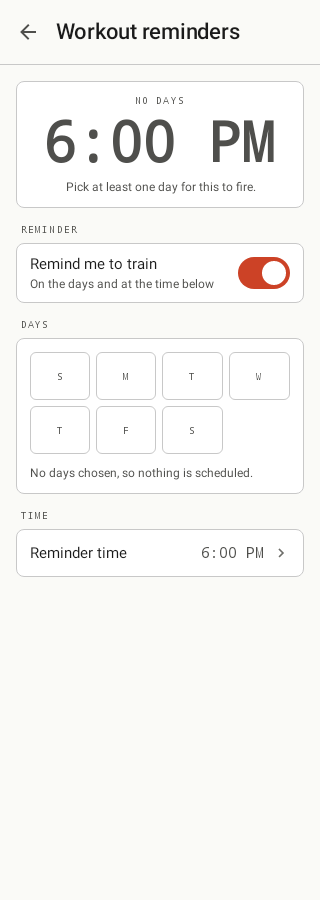 Workout reminders
NO DAYS
6:00 PM
Pick at least one day for this to fire.
REMINDER
Remind me to train
On the days and at the time below
DAYS
S M T W
T F S
No days chosen, so nothing is scheduled.
TIME
Reminder time 6:00 PM